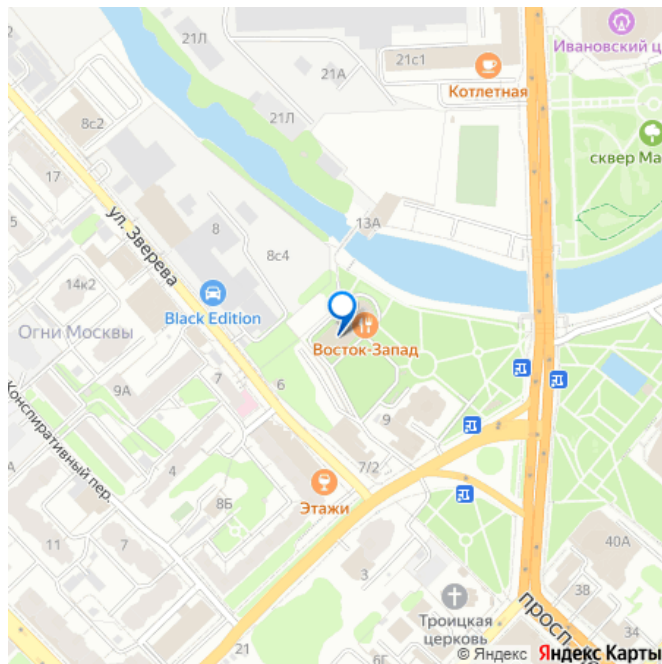 21Л
21А
21с1
Ивановский ц
Котлетная
8с2
21Л
сквер Ма
17
ул. Зверева
13А
5
8
8с4
14к2
Black Edition
Огни Москвы
Восток-Запад
9А
7
6
Конспиративный пер.
9
4
7/2
А
8Б
Этажи
11
7
40А
3
38
Троицкая
церковь
просп
34
21
6Г
© Яндекс Яндекс Карты